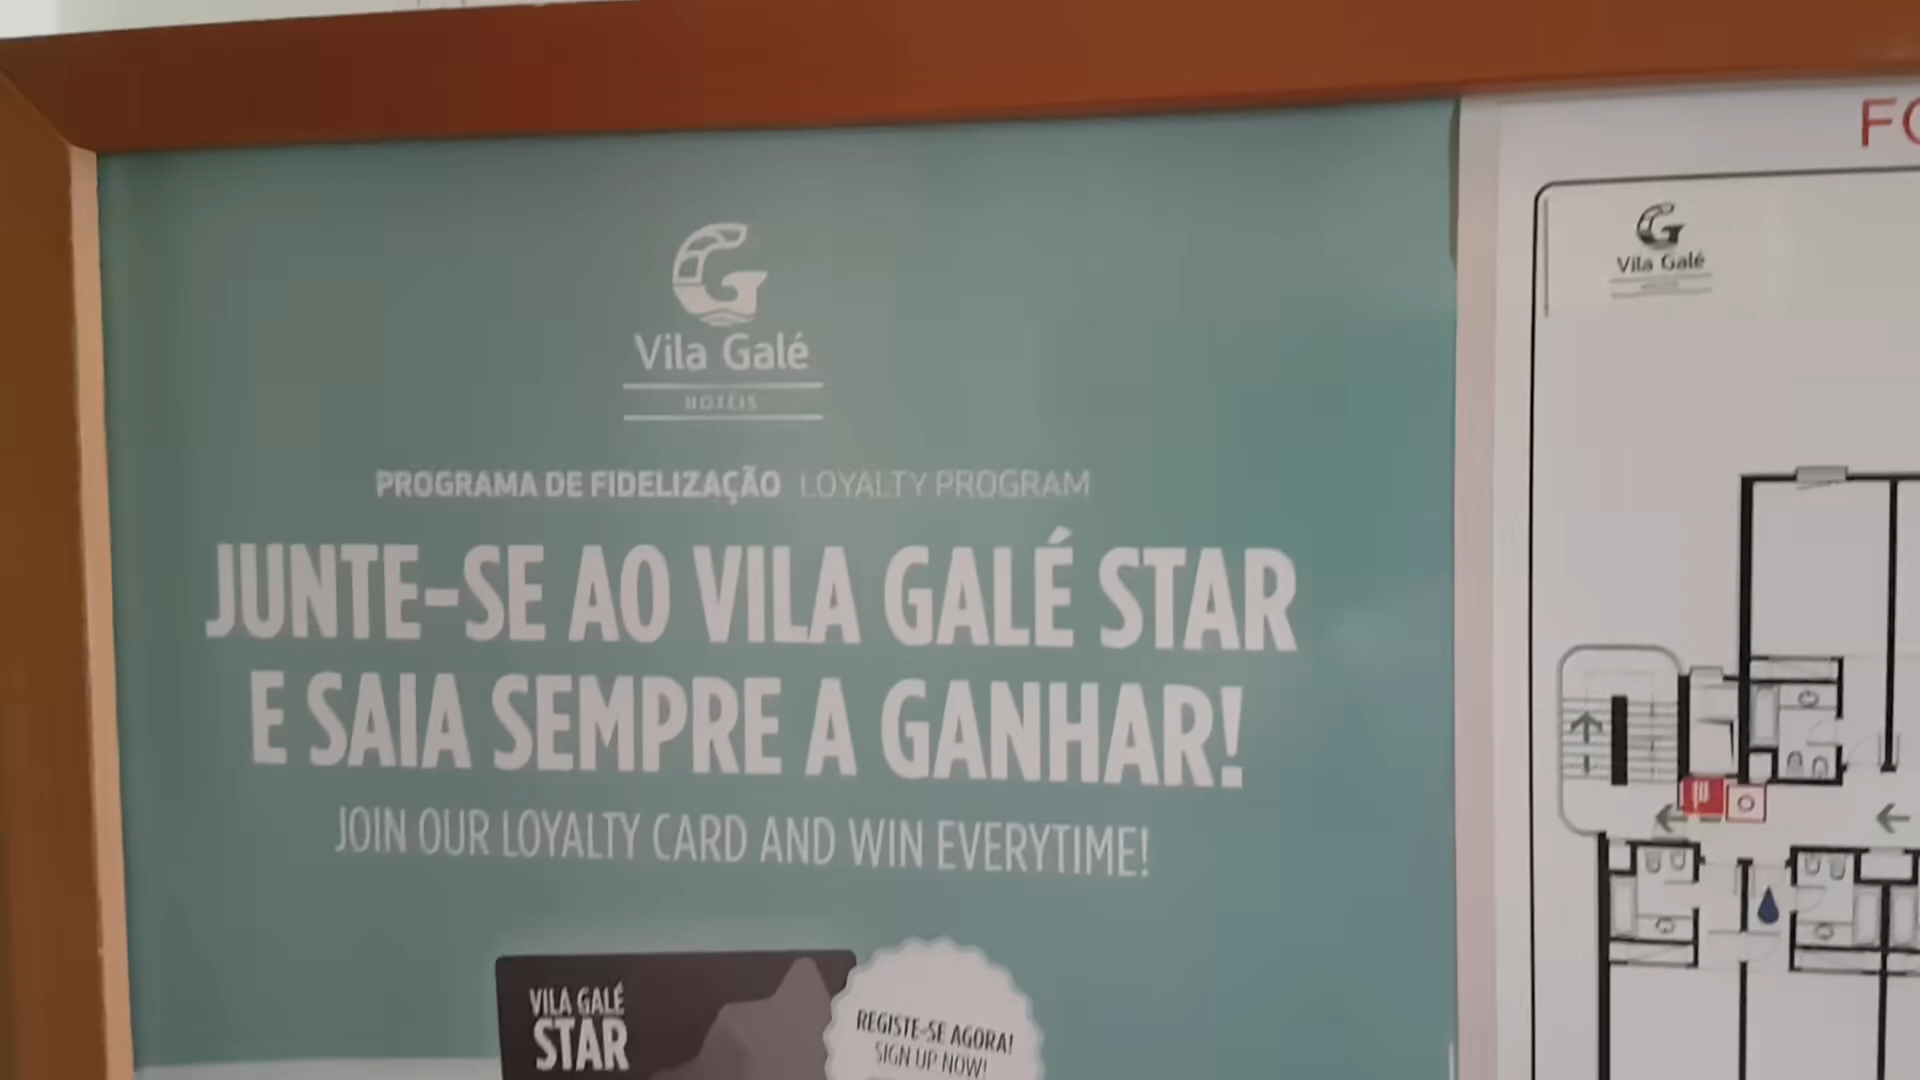 Vila Galé
HOTÉIS
PROGRAMA DE FIDELIZAÇÃO LOYALTY PROGRAM
JUNTE-SE AO VILA GALÉ STAR
E SAIA SEMPRE A GANHAR!
JOIN OUR LOYALTY CARD AND WIN EVERYTIME!
VILA GALÉ
STAR
REGISTE-SE AGORA!
SIGN UP NOW!
FO
Vila Galé